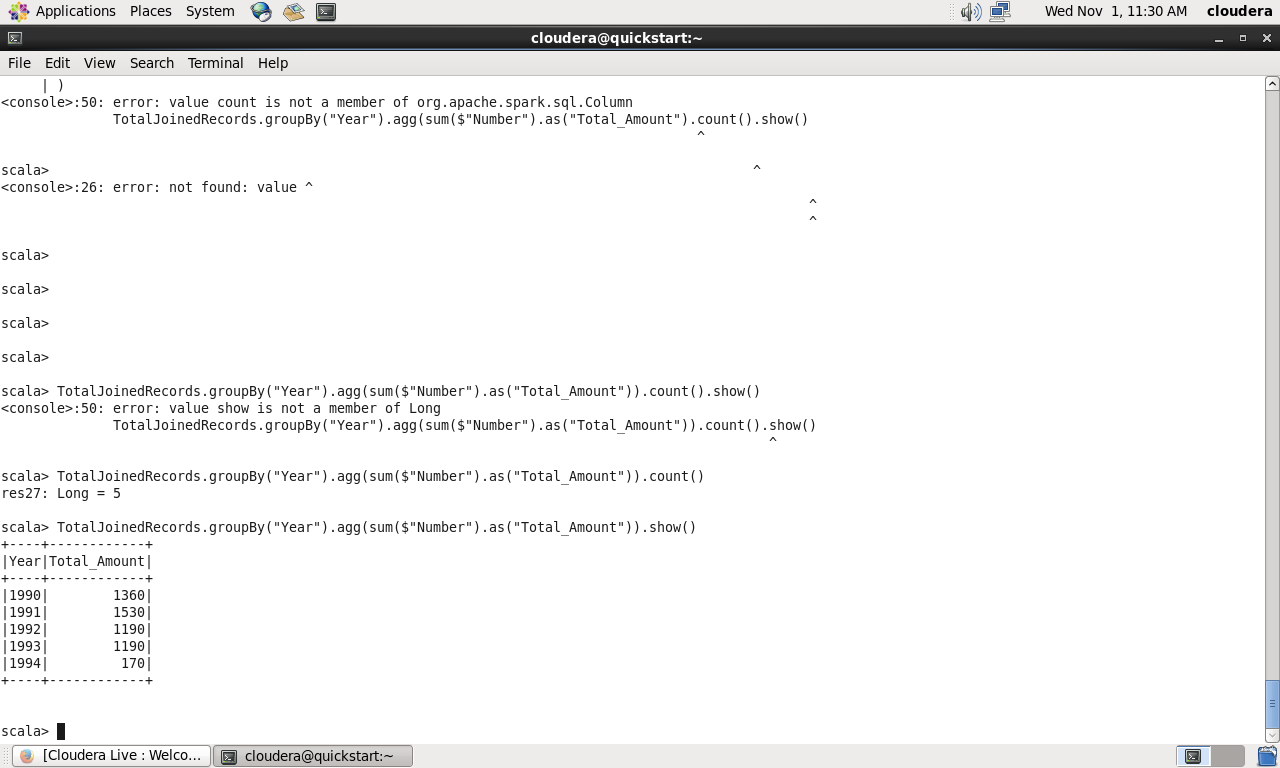 Applications Places System Wed Nov 1, 11:30 AM cloudera
cloudera@quickstart:~
File Edit View Search Terminal Help
| )
<console>:50: error: value count is not a member of org.apache.spark.sql.Column
TotalJoinedRecords.groupBy("Year").agg(sum($"Number").as("Total_Amount").count().show()
^
scala> ^
<console>:26: error: not found: value ^
^
^
scala>
scala>
scala>
scala>
scala> TotalJoinedRecords.groupBy("Year").agg(sum($"Number").as("Total_Amount")).count().show()
<console>:50: error: value show is not a member of Long
TotalJoinedRecords.groupBy("Year").agg(sum($"Number").as("Total_Amount")).count().show()
^
scala> TotalJoinedRecords.groupBy("Year").agg(sum($"Number").as("Total_Amount")).count()
res27: Long = 5
scala> TotalJoinedRecords.groupBy("Year").agg(sum($"Number").as("Total_Amount")).show()
+----+------------+
|Year|Total_Amount|
+----+------------+
|1990|        1360|
|1991|        1530|
|1992|        1190|
|1993|        1190|
|1994|         170|
+----+------------+
scala>
[Cloudera Live : Welco... cloudera@quickstart:~